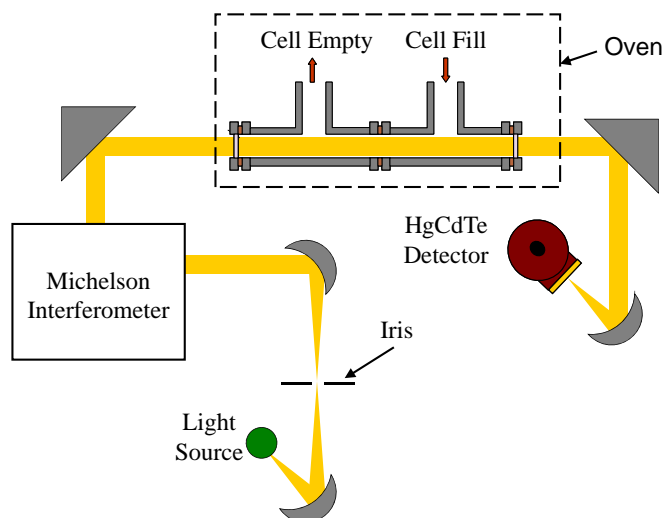 Cell Empty
Cell Fill
Oven
HgCdTe
Detector
Michelson
Interferometer
Iris
Light
Source